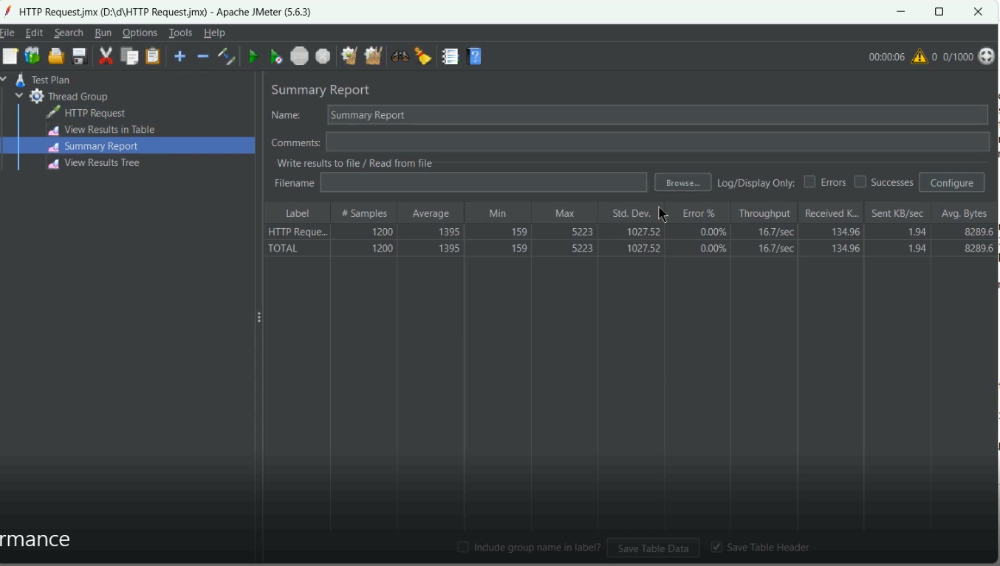 HTTP Request.jmx (D:\d\HTTP Request.jmx) - Apache JMeter (5.6.3)
File Edit Search Run Options Tools Help
00:00:06 0 0/1000
Test Plan
Thread Group
HTTP Request
View Results in Table
Summary Report
View Results Tree
Summary Report
Name: Summary Report
Comments:
Write results to file / Read from file
Filename Browse... Log/Display Only: Errors Successes Configure
Label # Samples Average Min Max Std. Dev. Error % Throughput Received K... Sent KB/sec Avg. Bytes
HTTP Reque... 1200 1395 159 5223 1027.52 0.00% 16.7/sec 134.96 1.94 8289.6
TOTAL 1200 1395 159 5223 1027.52 0.00% 16.7/sec 134.96 1.94 8289.6
rmance
Include group name in label? Save Table Data Save Table Header